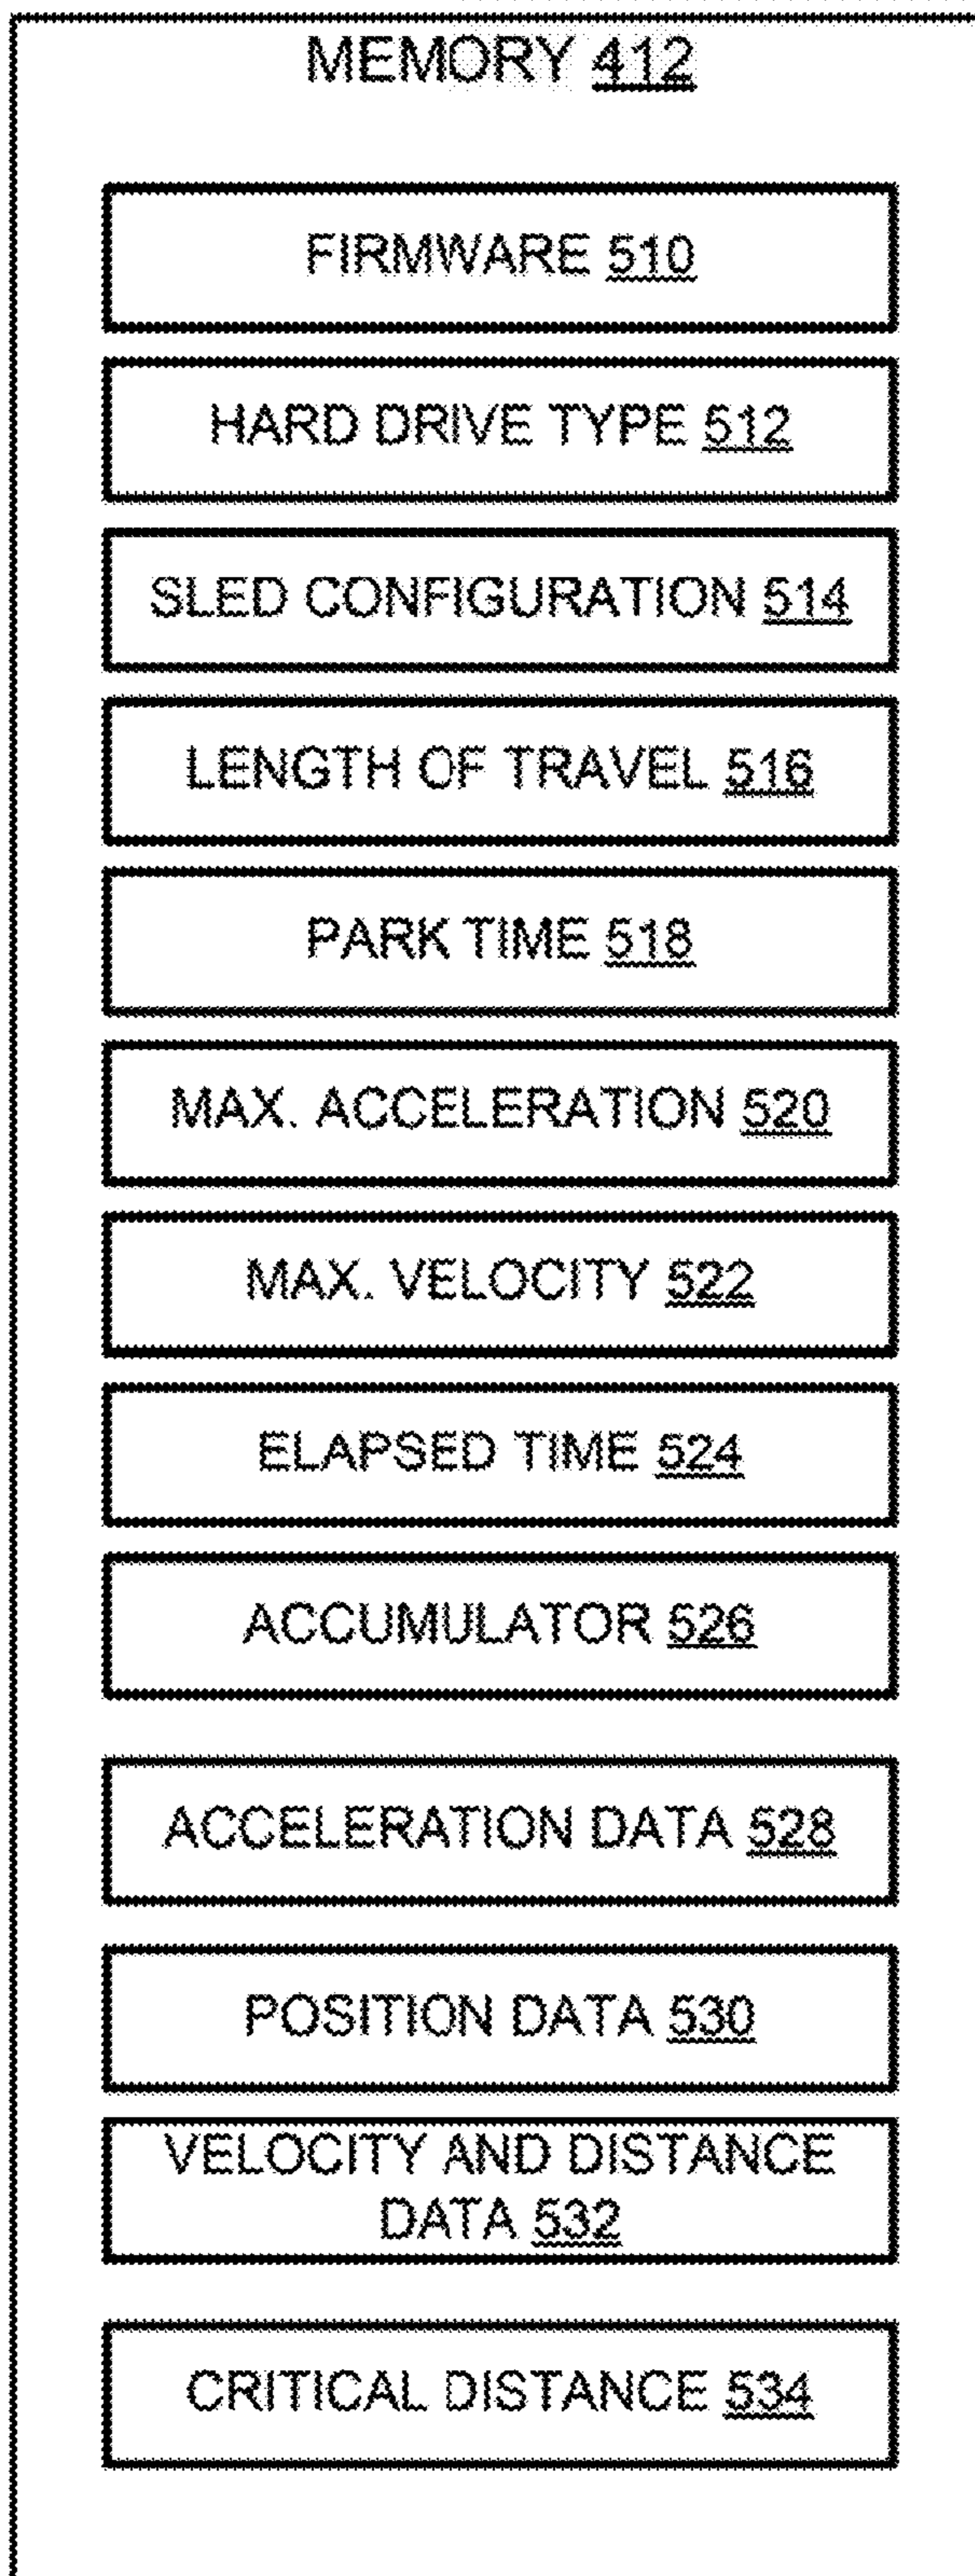 MEMORY 412
FIRMWARE 510
HARD DRIVE TYPE 512
SLED CONFIGURATION 514
LENGTH OF TRAVEL 516
PARK TIME 518
MAX. ACCELERATION 520
MAX. VELOCITY 522
ELAPSED TIME 524
ACCUMULATOR 526
ACCELERATION DATA 528
POSITION DATA 530
VELOCITY AND DISTANCE
DATA 532
CRITICAL DISTANCE 534